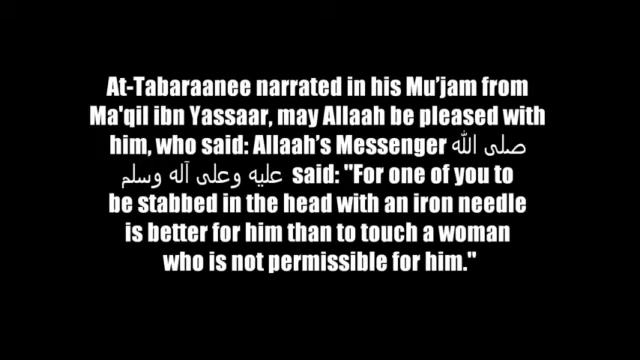 At-Tabaraanee narrated in his Mu’jam from
Ma'qil ibn Yassaar, may Allaah be pleased with
him, who said: Allaah’s Messenger صلى الله
عليه وعلى آله وسلم said: "For one of you to
be stabbed in the head with an iron needle
is better for him than to touch a woman
who is not permissible for him."